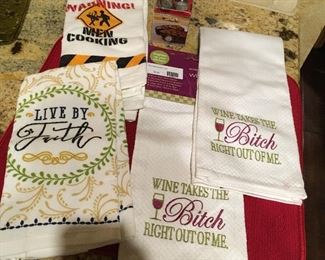 WARNING!
MEN
COOKING
LIVE BY
Faith
WINE TAKES THE
Bitch
RIGHT OUT OF ME.
WINE TAKES THE
Bitch
RIGHT OUT OF ME.